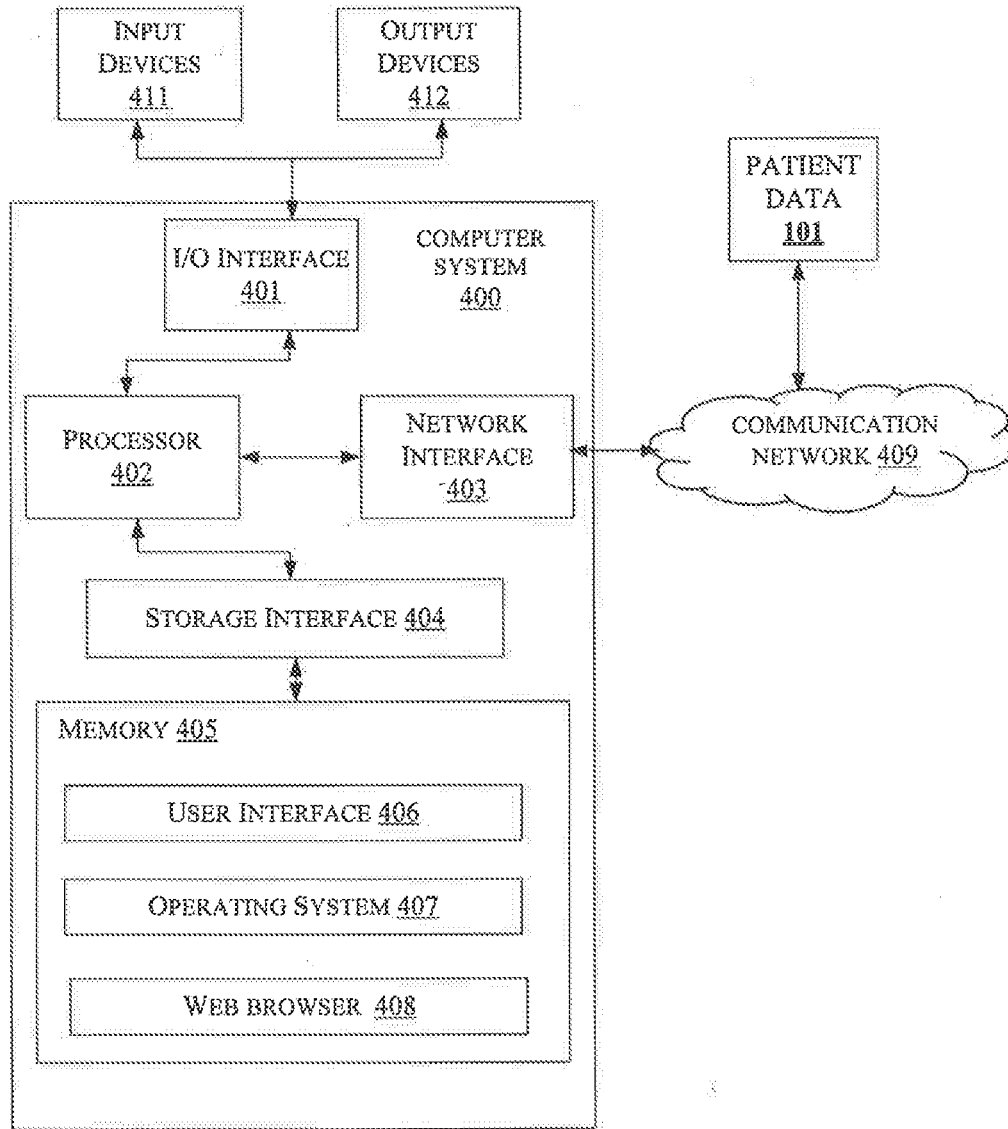 INPUT
DEVICES
411
OUTPUT
DEVICES
412
PATIENT
DATA
101
I/O INTERFACE
401
COMPUTER
SYSTEM
400
PROCESSOR
402
NETWORK
INTERFACE
403
COMMUNICATION
NETWORK 409
STORAGE INTERFACE 404
MEMORY 405
USER INTERFACE 406
OPERATING SYSTEM 407
WEB BROWSER 408